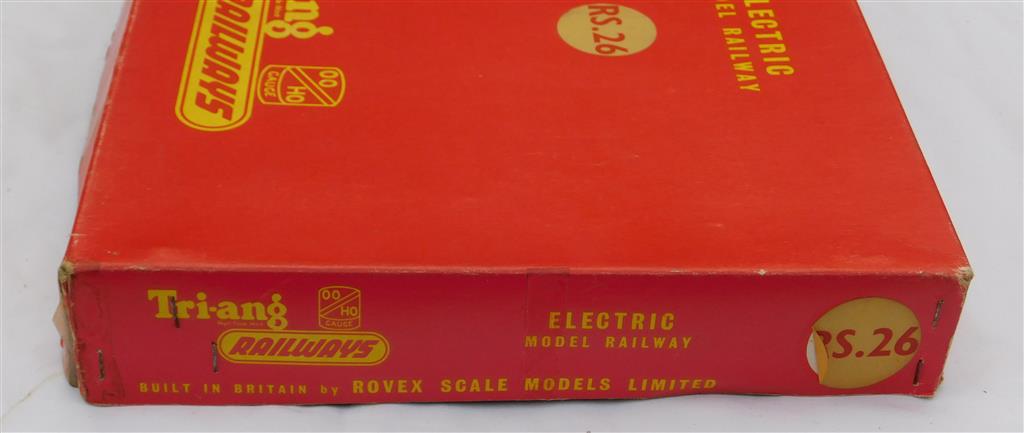 ng
RAILWAYS
OO
HO
GAUGE
RS.26
ELECTRIC
EL RAILWAY
Tri-ang
OO
HO
GAUGE
RAILWAYS
ELECTRIC
MODEL RAILWAY
RS.26
BUILT IN BRITAIN by ROVEX SCALE MODELS LIMITED